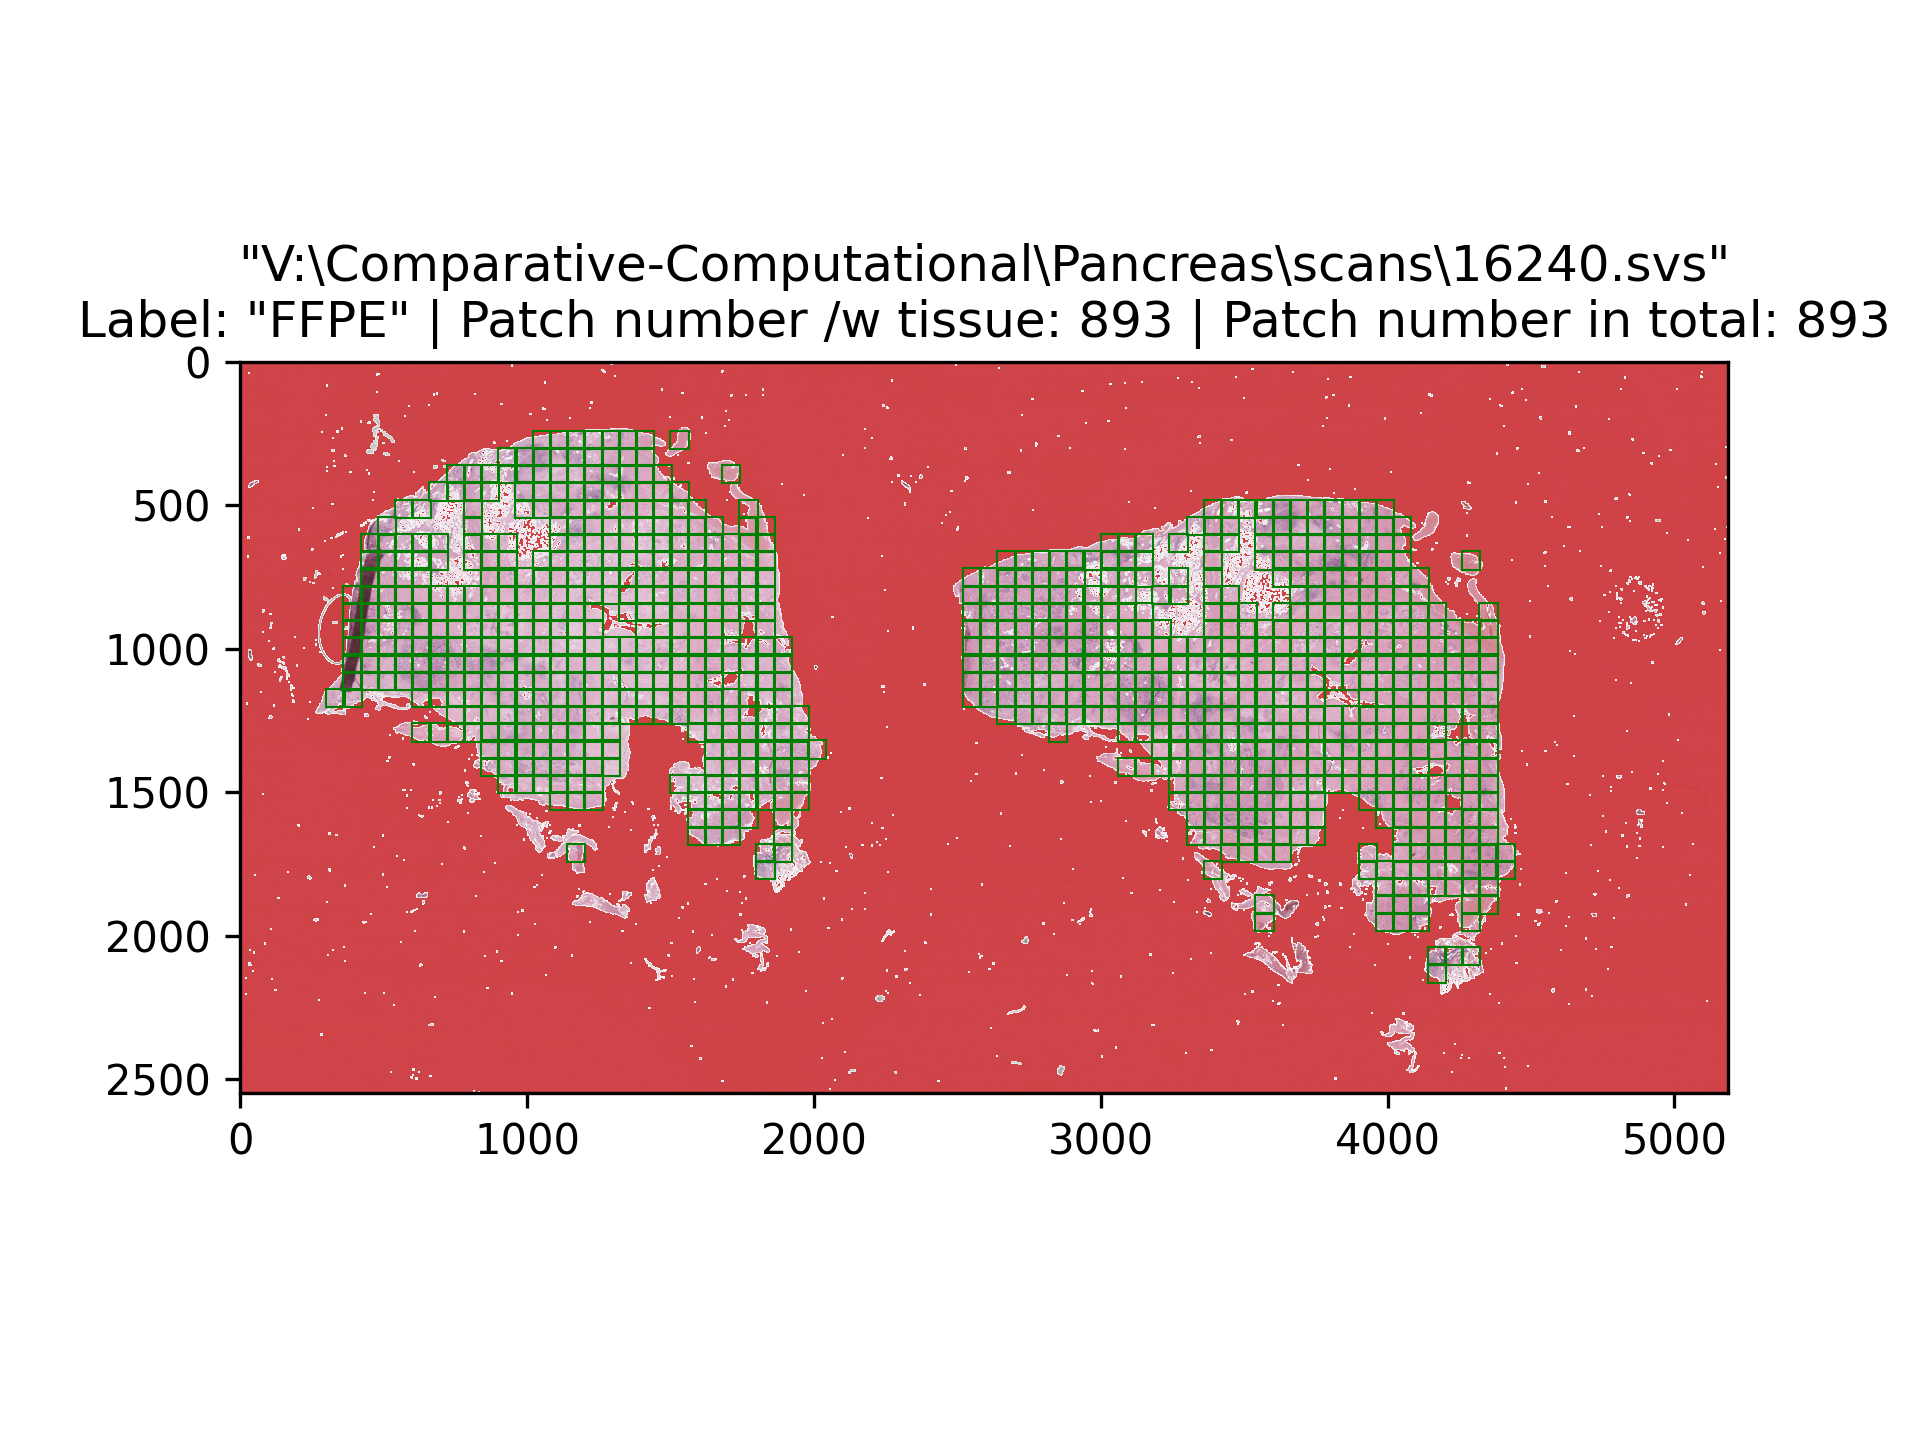 "V:\Comparative-Computational\Pancreas\scans\16240.svs"
Label: "FFPE" | Patch number /w tissue: 893 | Patch number in total: 893
0
500
1000
1500
2000
2500
0 1000 2000 3000 4000 5000